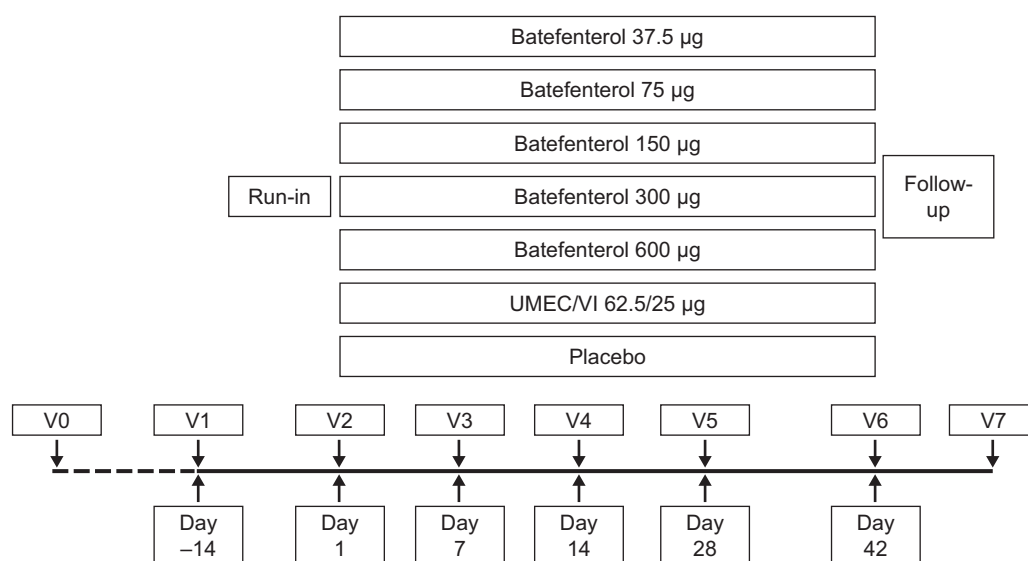 Batefenterol 37.5 µg
Batefenterol 75 µg
Batefenterol 150 µg
Run-in
Batefenterol 300 µg
Follow-
up
Batefenterol 600 µg
UMEC/VI 62.5/25 µg
Placebo
V0 V1 V2 V3 V4 V5 V6 V7
Day Day Day Day Day Day
–14 1 7 14 28 42